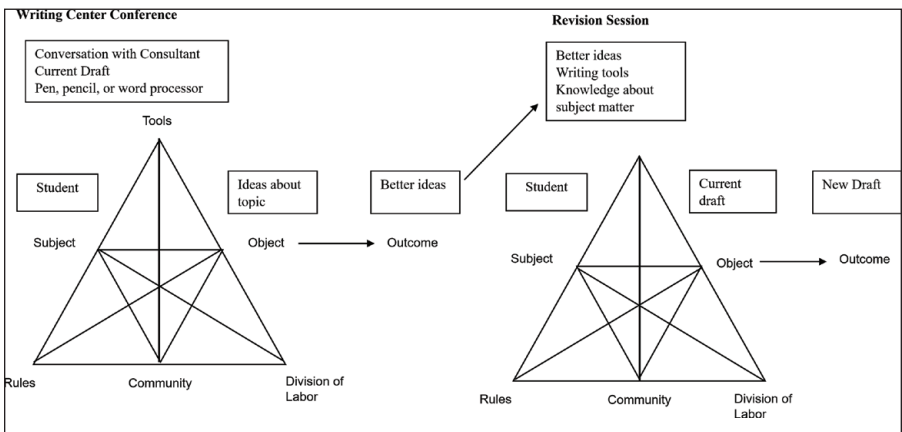 Writing Center Conference
Conversation with Consultant
Current Draft
Pen, pencil, or word processor
Tools
Student
Ideas about
topic
Better ideas
Subject
Object
Outcome
Rules
Community
Division of
Labor
Revision Session
Better ideas
Writing tools
Knowledge about
subject matter
Student
Current
draft
New Draft
Subject
Object
Outcome
Rules
Community
Division of
Labor